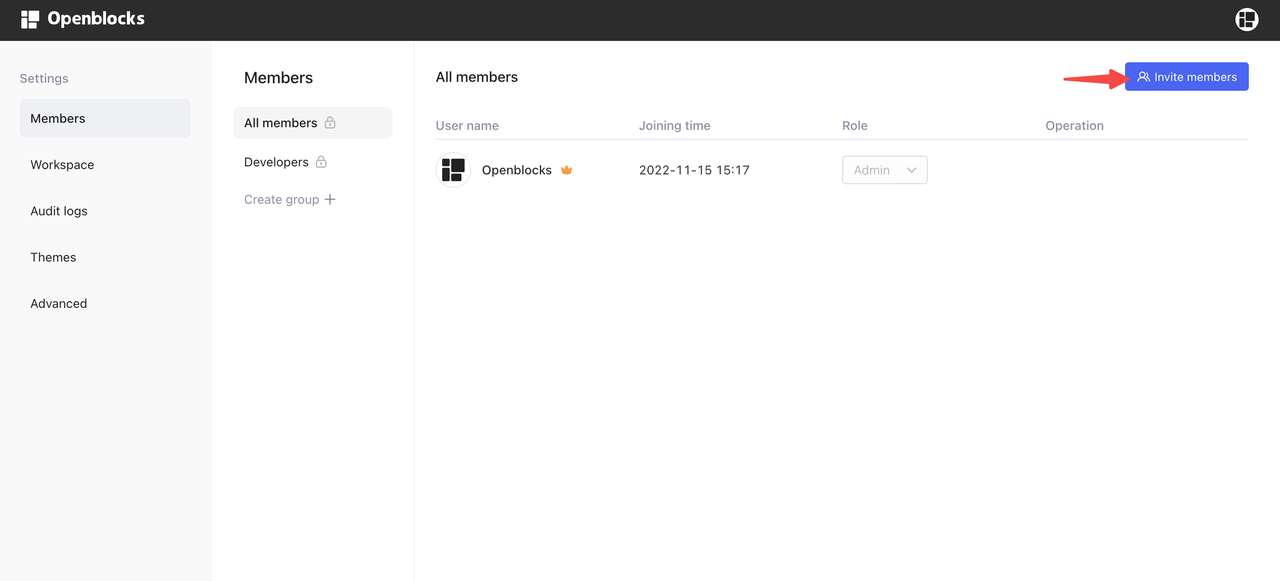 Openblocks
Settings
Members
Workspace
Audit logs
Themes
Advanced
Members
All members
Developers
Create group
All members
Invite members
User name Joining time Role Operation
Openblocks 2022-11-15 15:17 Admin